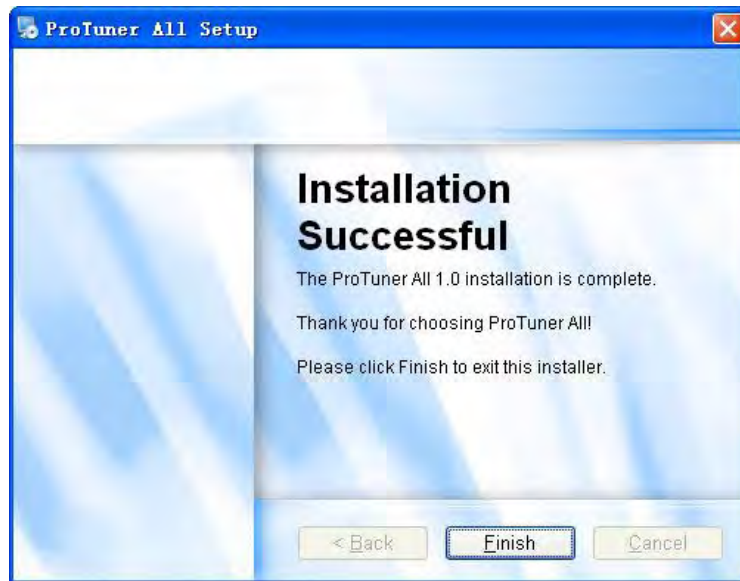 ProTuner All Setup
Installation
Successful
The ProTuner All 1.0 installation is complete.
Thank you for choosing ProTuner All!
Please click Finish to exit this installer.
< Back
Finish
Cancel